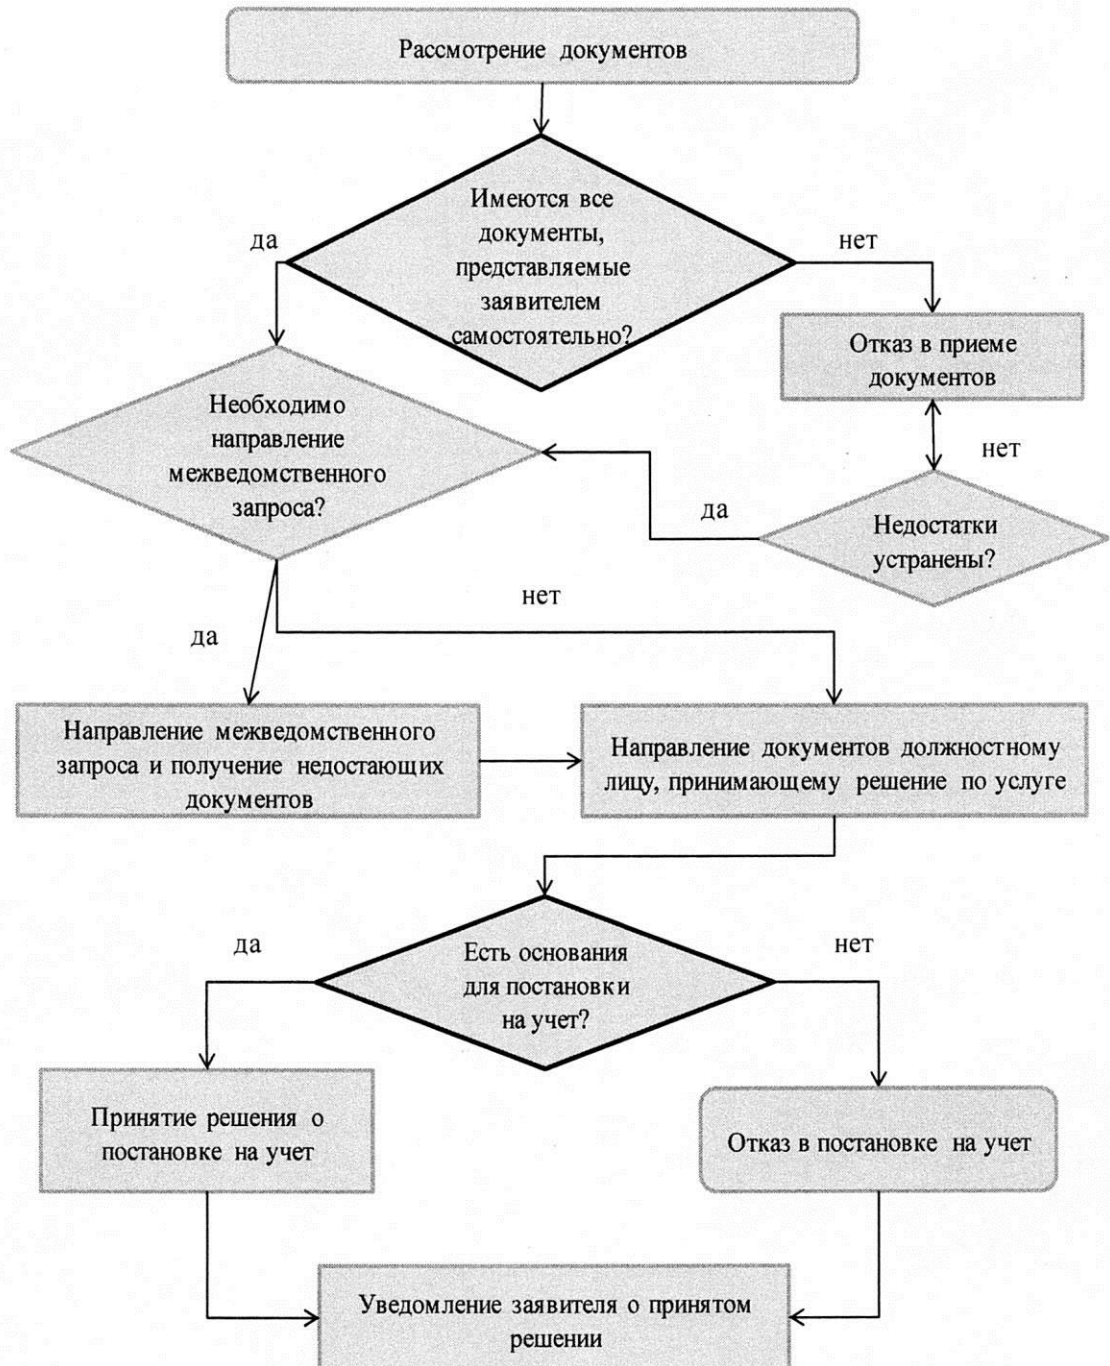 Рассмотрение документов
Имеются все
документы,
представляемые
заявителем
самостоятельно?
да
нет
Отказ в приеме
документов
Необходимо
направление
межведомственного
запроса?
нет
да
Недостатки
устранены?
нет
да
Направление межведомственного
запроса и получение недостающих
документов
Направление документов должностному
лицу, принимающему решение по услуге
да
нет
Есть основания
для постановки
на учет?
Принятие решения о
постановке на учет
Отказ в постановке на учет
Уведомление заявителя о принятом
решении